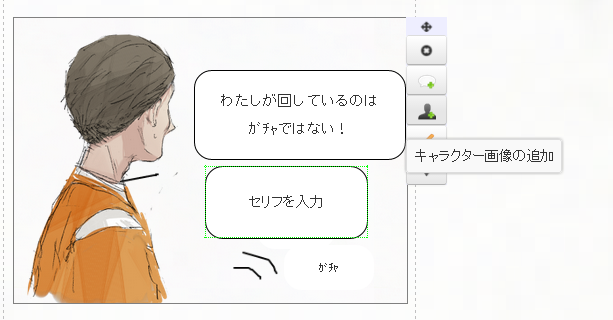 わたしが回しているのは
ｶﾞﾁｬではない！
キャラクター画像の追加
セリフを入力
ｶﾞﾁｬ